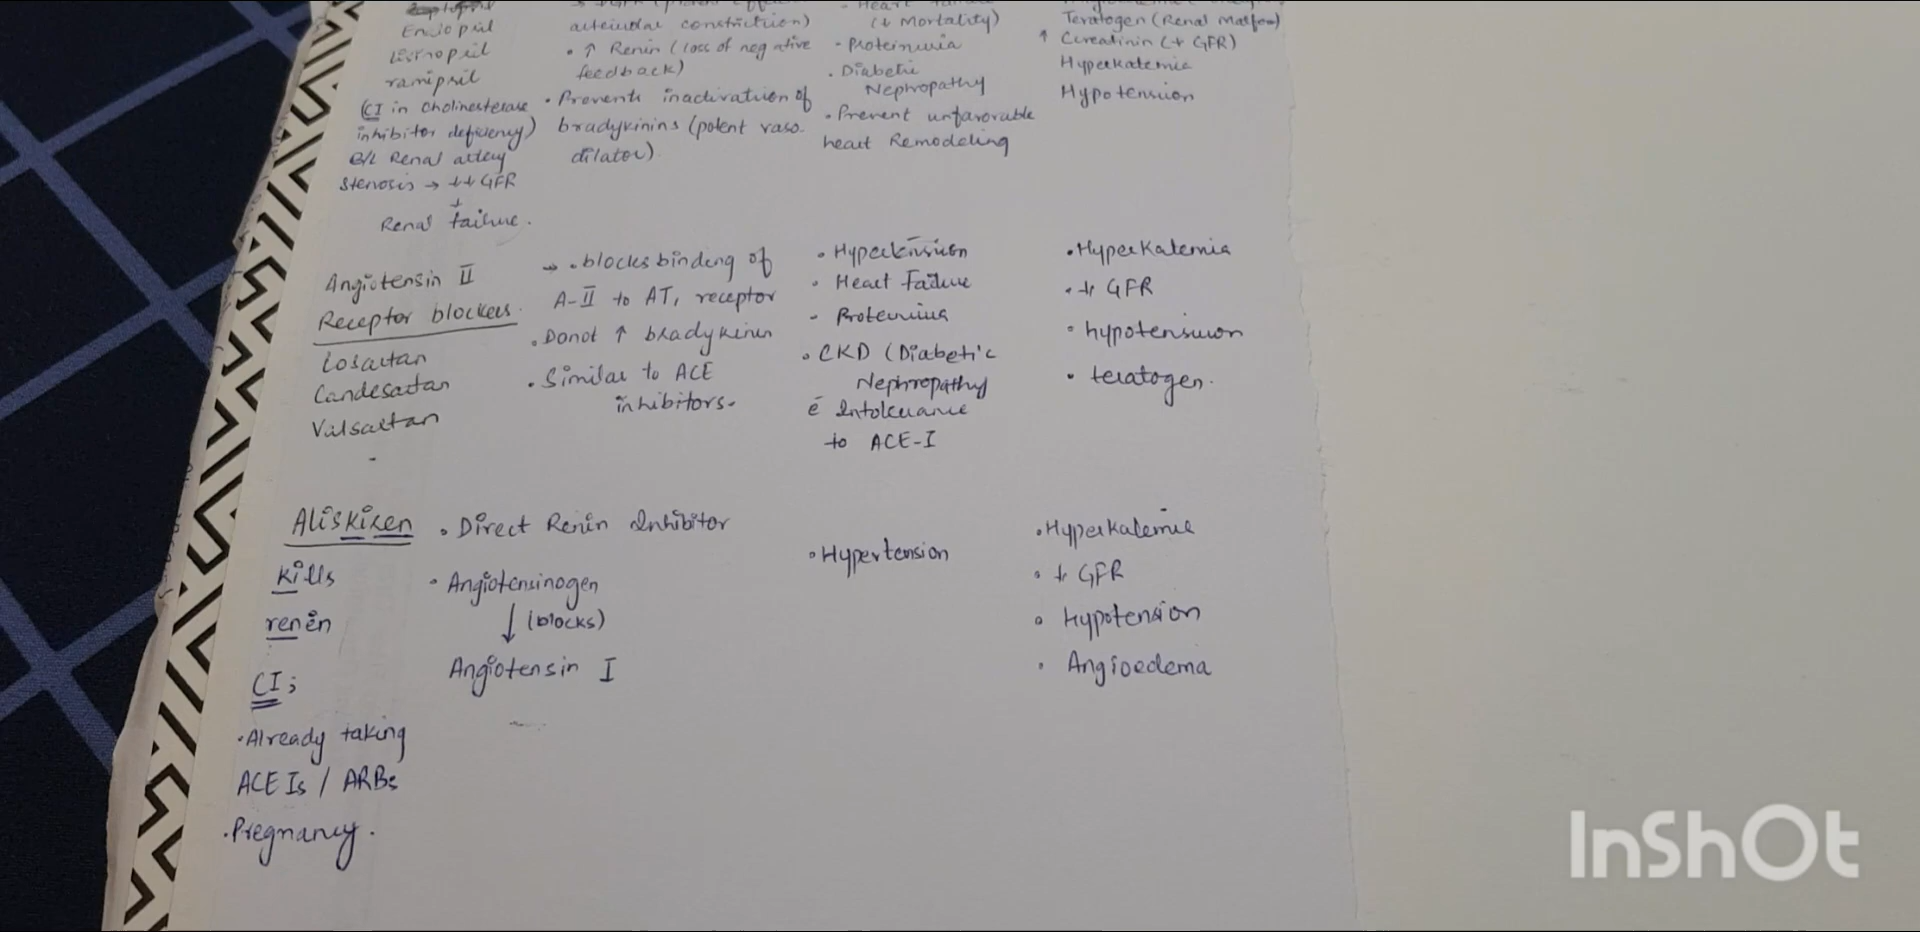 Enalopril
Lisinopril
ramipril
(CI in cholinesterase
inhibitor deficiency)
B/L Renal artery
stenosis → ↓↓ GFR
↓
Renal failure.
arteriolar constriction)
• ↑ Renin (loss of negative
feedback)
• Prevents inactivation of
bradykinins (potent vaso.
dilator).
(↓ Mortality)
- Proteinuria
. Diabetic
Nephropathy
. Prevent unfavorable
heart Remodeling
Teratogen (Renal Malform)
↑ Creatinin (↓ GFR)
Hyperkalemia
Hypotension
Angiotensin II
Receptor blockers.
Losartan
Candesartan
Valsartan
→ . blocks binding of
A-II to AT₁ receptor
. Donot ↑ bradykinin
• Similar to ACE
inhibitors.
• Hypertension
• Heart Failure
- Proteinuria
• CKD (Diabetic
Nephropathy
c̄ Intolerance
to ACE-I
• Hyperkalemia
• ↓ GFR
• hypotension
• teratogen.
Aliskiren
Kills
renin
CI;
• Already taking
ACE Is / ARBs
. Pregnancy.
• Direct Renin Inhibitor
• Angiotensinogen
↓ (blocks)
Angiotensin I
• Hypertension
• Hyperkalemia
• ↓ GFR
• Hypotension
• Angioedema
InShOt